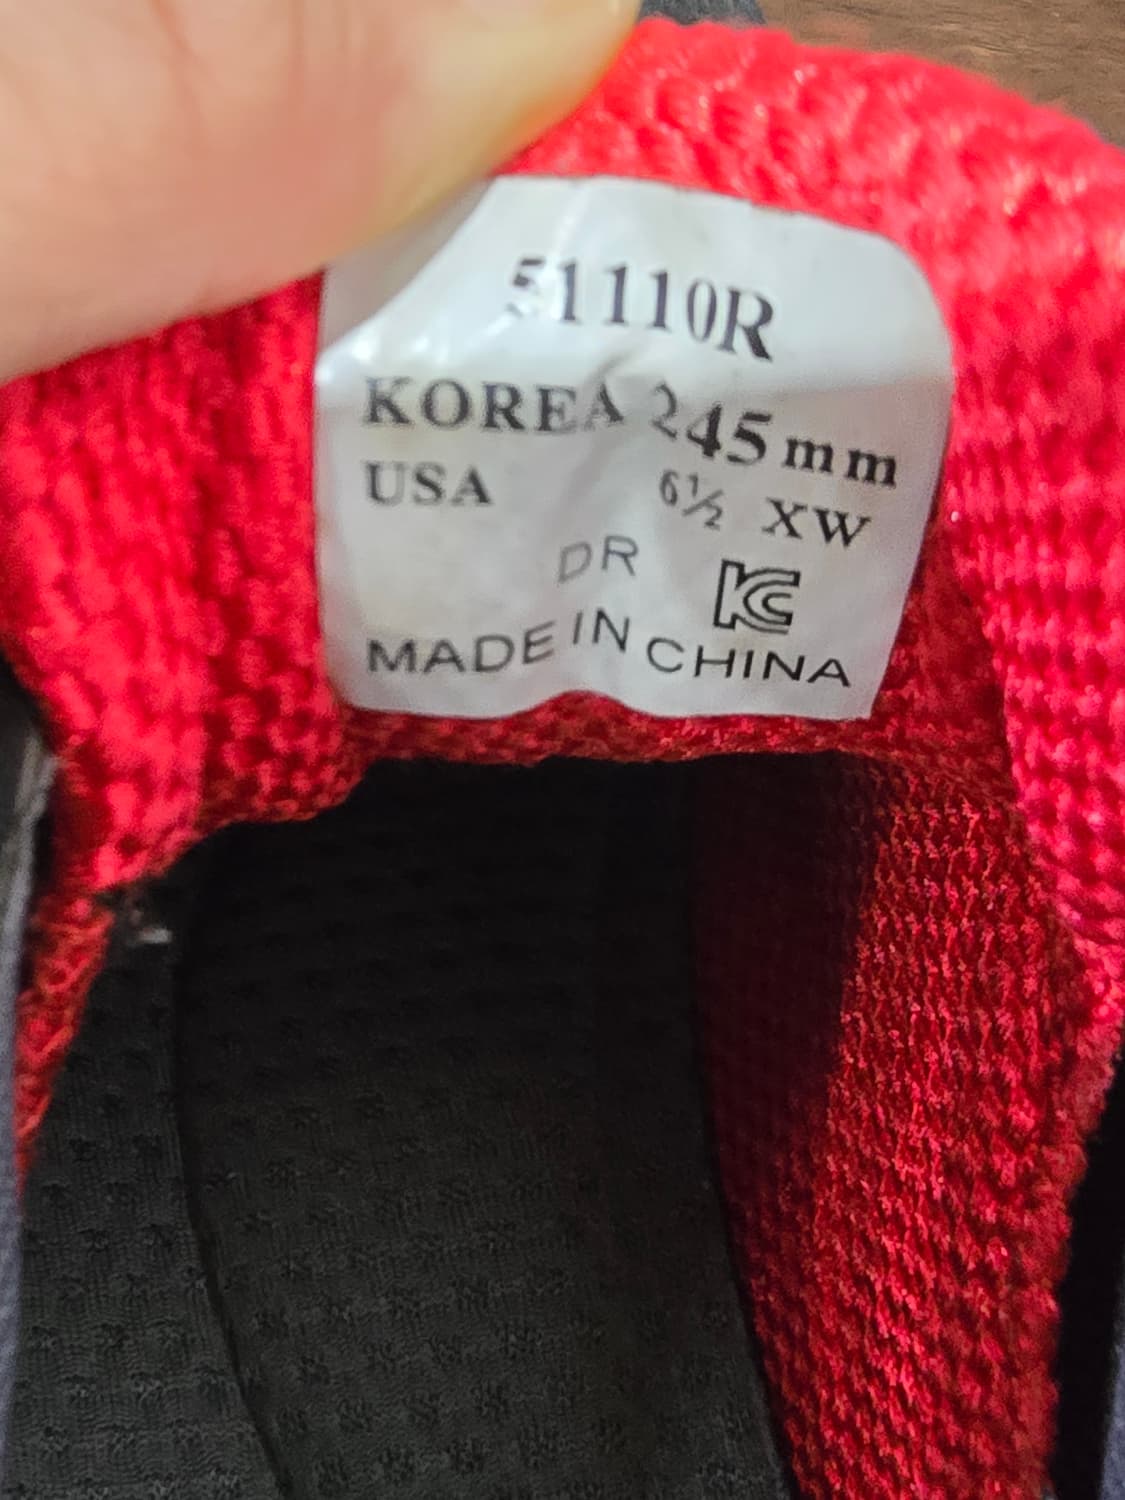 51110R
KOREA 245mm
USA 6½ XW
DR KC
MADE IN CHINA